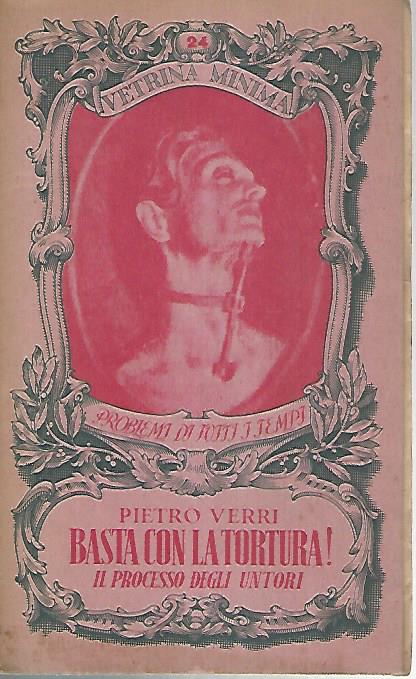 24
VETRINA MINIMA
PROBLEMI DI TUTTI I TEMPI
PIETRO VERRI
BASTA CON LA TORTURA!
IL PROCESSO DEGLI UNTORI